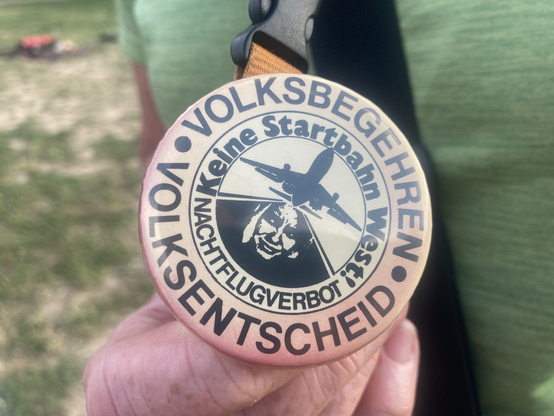 VOLKSBEGEHREN •
VOLKSENTSCHEID •
Keine Startbahn West!
NACHTFLUGVERBOT